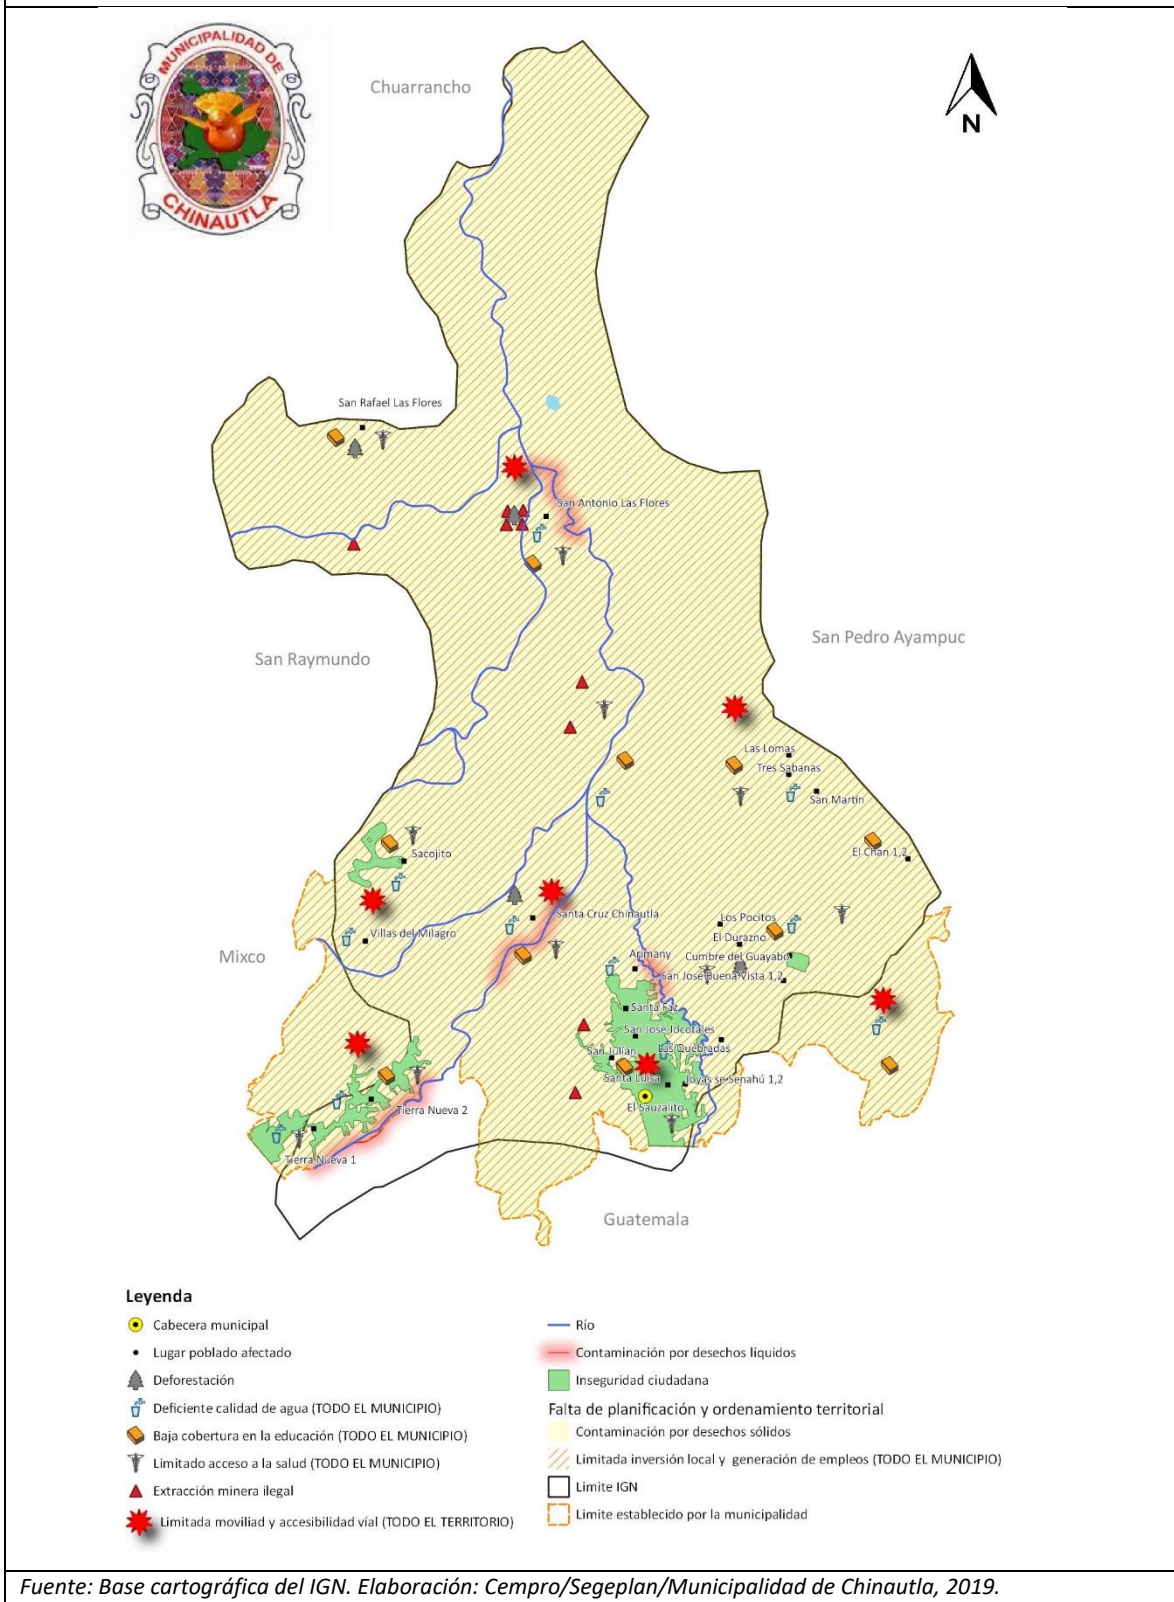 MUNICIPALIDAD DE
CHINAUTLA
Chuarrancho
N
San Rafael Las Flores
San Antonio Las Flores
San Raymundo
San Pedro Ayampuc
Las Lomas
Tres Sabanas
San Martín
El Chan 1,2
Sacojito
Santa Cruz Chinautla
Los Pocitos
Villas del Milagro
El Durazno
Mixco
Arimany
Cumbre del Guayabo
San José Buena Vista 1,2
Santa Faz
San José Jocotales
San Julián
Las Quebradas
Santa Luisa
Joyas se Senahú 1,2
El Sauzalito
Tierra Nueva 2
Tierra Nueva 1
Guatemala
Leyenda
Cabecera municipal
Lugar poblado afectado
Deforestación
Deficiente calidad de agua (TODO EL MUNICIPIO)
Baja cobertura en la educación (TODO EL MUNICIPIO)
Limitado acceso a la salud (TODO EL MUNICIPIO)
Extracción minera ilegal
Limitada moviliad y accesibilidad víal (TODO EL TERRITORIO)
Río
Contaminación por desechos líquidos
Inseguridad ciudadana
Falta de planificación y ordenamiento territorial
Contaminación por desechos sólidos
Limitada inversión local y generación de empleos (TODO EL MUNICIPIO)
Limite IGN
Limite establecido por la municipalidad
Fuente: Base cartográfica del IGN. Elaboración: Cempro/Segeplan/Municipalidad de Chinautla, 2019.